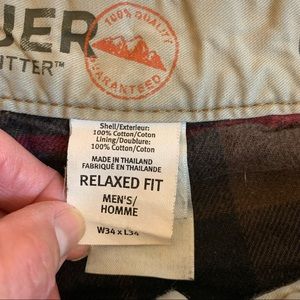 UER
ITTER™
100% QUALITY
GUARANTEED
Shell/Exterieur:
100% Cotton/Coton
Lining/Doublure:
100% Cotton/Coton
MADE IN THAILAND
FABRIQUÉ EN THAILANDE
RELAXED FIT
MEN'S/
HOMME
W34 x L34